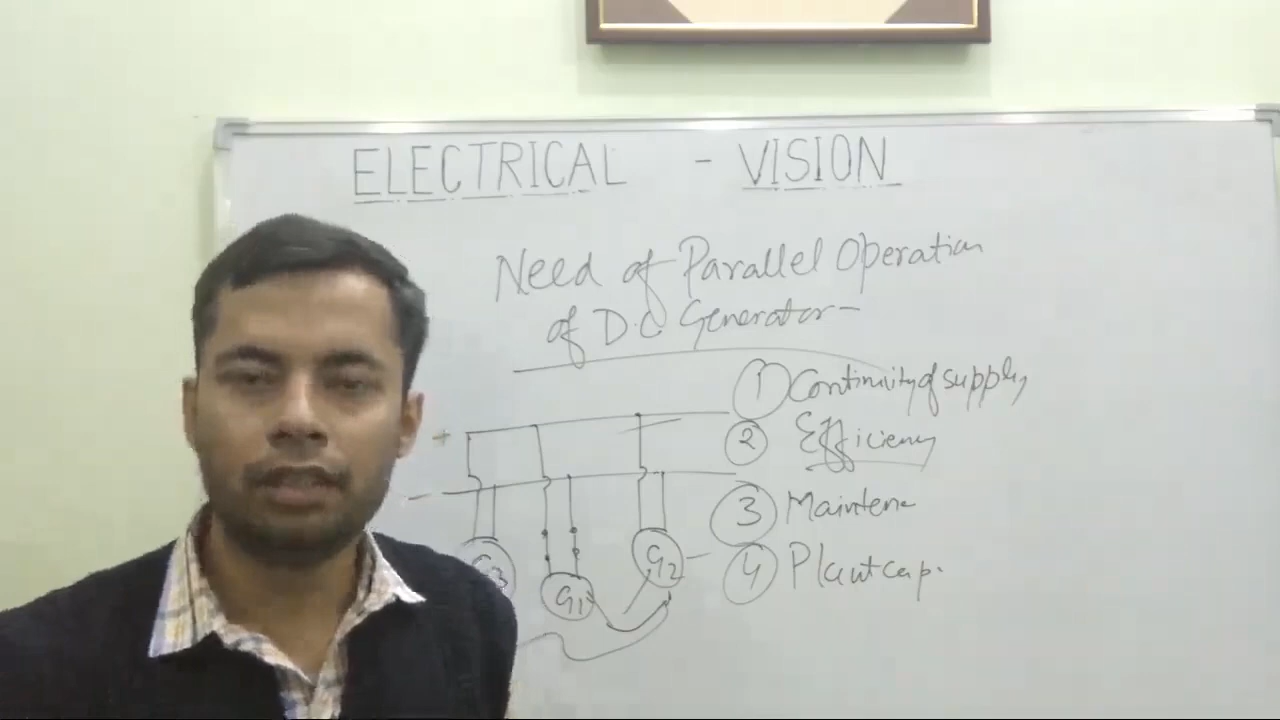 ELECTRICAL - VISION
Need of Parallel Operation
of D.C Generator-
1 Continuity of supply
2 Efficiency
3 Maintene
4 Plant cap.
+
-
G3
G1
G2